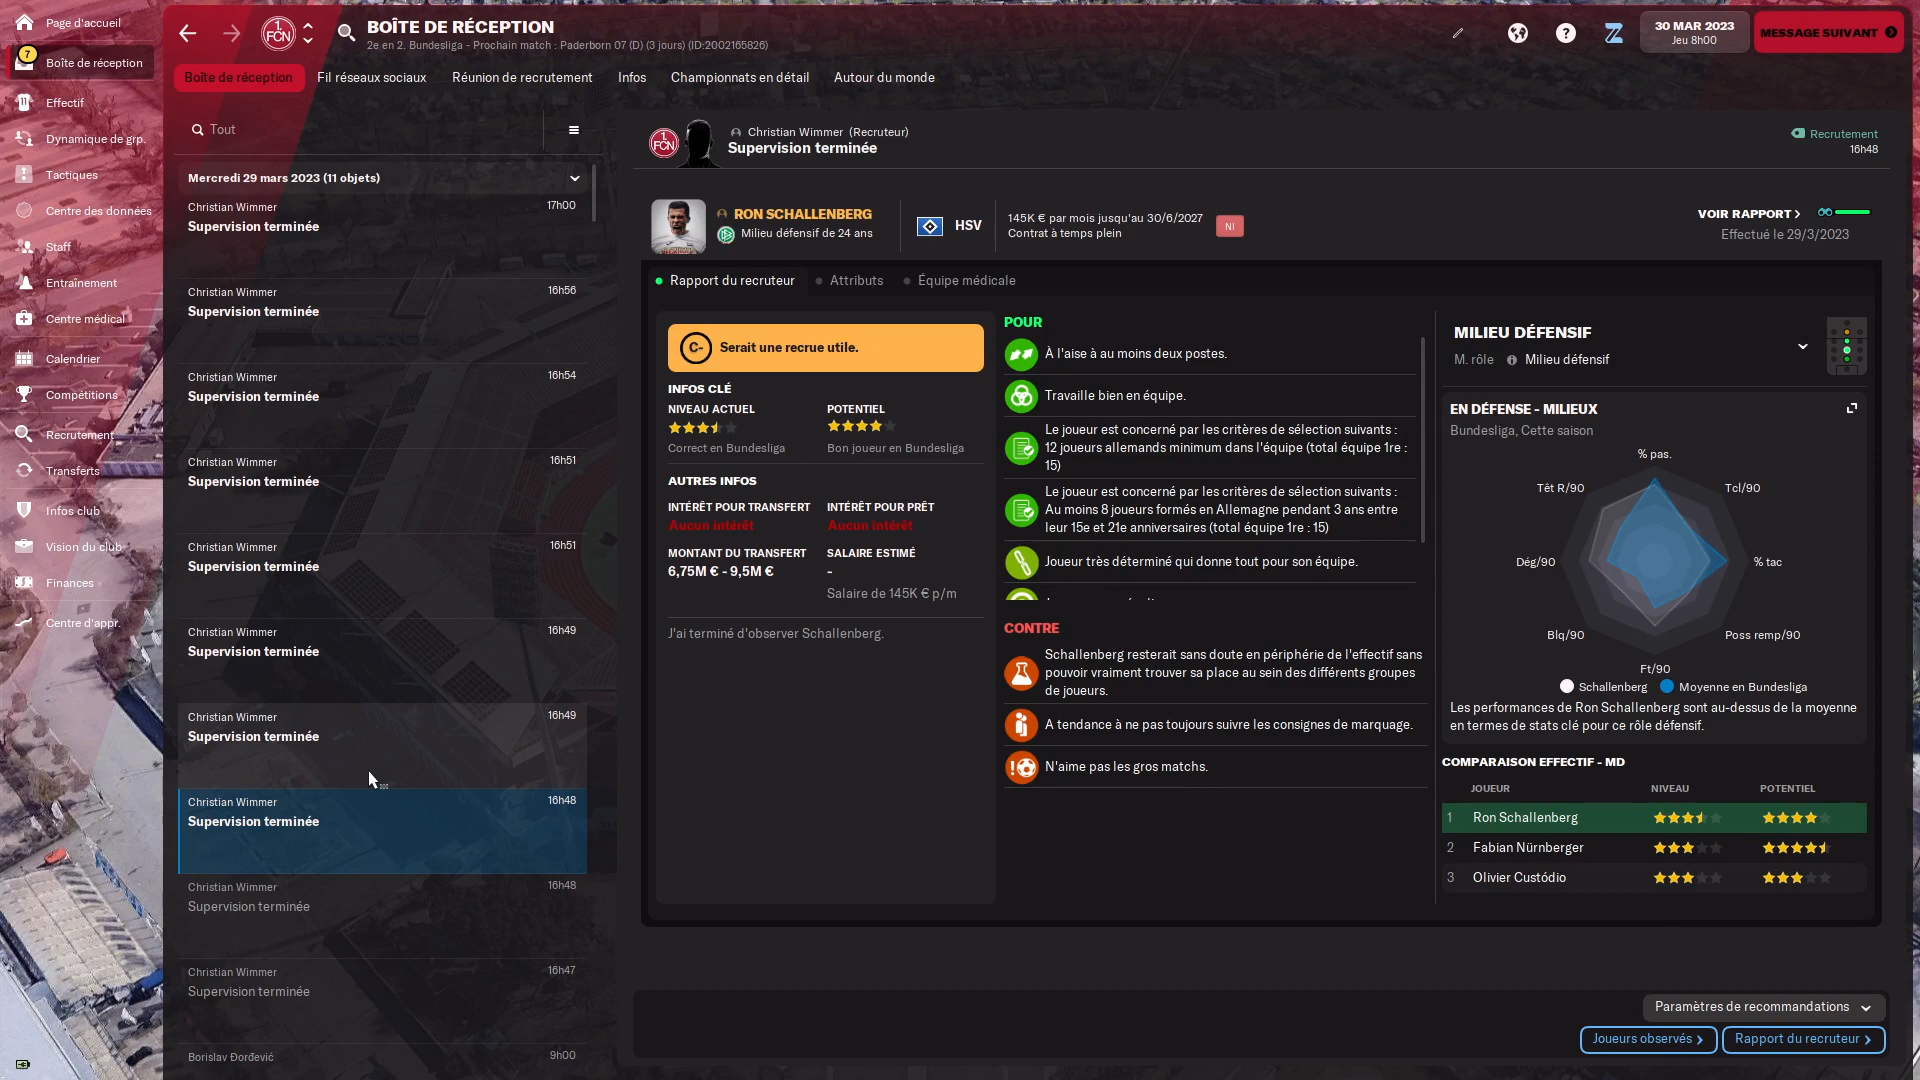 Page d'accueil
7
Boîte de réception
Effectif
Dynamique de grp.
Tactiques
Centre des données
Staff
Entraînement
Centre médical
Calendrier
Compétitions
Recrutement
Transferts
Infos club
Vision du club
Finances
Centre d'appr.
1.
FCN
BOÎTE DE RÉCEPTION
2e en 2. Bundesliga - Prochain match : Paderborn 07 (D) (3 jours) (ID:2002165826)
30 MAR 2023
Jeu 8h00
MESSAGE SUIVANT
Boîte de réception
Fil réseaux sociaux
Réunion de recrutement
Infos
Championnats en détail
Autour du monde
Tout
Mercredi 29 mars 2023 (11 objets)
Christian Wimmer 17h00
Supervision terminée
Christian Wimmer 16h56
Supervision terminée
Christian Wimmer 16h54
Supervision terminée
Christian Wimmer 16h51
Supervision terminée
Christian Wimmer 16h51
Supervision terminée
Christian Wimmer 16h49
Supervision terminée
Christian Wimmer 16h49
Supervision terminée
Christian Wimmer 16h48
Supervision terminée
Christian Wimmer 16h48
Supervision terminée
Christian Wimmer 16h47
Supervision terminée
Borislav Đorđević 9h00
1.
FCN
Christian Wimmer (Recruteur)
Supervision terminée
Recrutement
16h48
RON SCHALLENBERG
Milieu défensif de 24 ans
HSV
145K € par mois jusqu'au 30/6/2027
Contrat à temps plein
NI
VOIR RAPPORT >
Effectué le 29/3/2023
Rapport du recruteur
Attributs
Équipe médicale
C-
Serait une recrue utile.
INFOS CLÉ
NIVEAU ACTUEL POTENTIEL
Correct en Bundesliga Bon joueur en Bundesliga
AUTRES INFOS
INTÉRÊT POUR TRANSFERT INTÉRÊT POUR PRÊT
Aucun intérêt Aucun intérêt
MONTANT DU TRANSFERT SALAIRE ESTIMÉ
6,75M € - 9,5M € -
Salaire de 145K € p/m
J'ai terminé d'observer Schallenberg.
POUR
À l'aise à au moins deux postes.
Travaille bien en équipe.
Le joueur est concerné par les critères de sélection suivants :
12 joueurs allemands minimum dans l'équipe (total équipe 1re :
15)
Le joueur est concerné par les critères de sélection suivants :
Au moins 8 joueurs formés en Allemagne pendant 3 ans entre
leur 15e et 21e anniversaires (total équipe 1re : 15)
Joueur très déterminé qui donne tout pour son équipe.
CONTRE
Schallenberg resterait sans doute en périphérie de l'effectif sans
pouvoir vraiment trouver sa place au sein des différents groupes
de joueurs.
A tendance à ne pas toujours suivre les consignes de marquage.
N'aime pas les gros matchs.
MILIEU DÉFENSIF
M. rôle Milieu défensif
EN DÉFENSE - MILIEUX
Bundesliga, Cette saison
% pas.
Têt R/90 Tcl/90
Dég/90 % tac
Blq/90 Poss remp/90
Ft/90
Schallenberg Moyenne en Bundesliga
Les performances de Ron Schallenberg sont au-dessus de la moyenne
en termes de stats clé pour ce rôle défensif.
COMPARAISON EFFECTIF - MD
JOUEUR NIVEAU POTENTIEL
1 Ron Schallenberg
2 Fabian Nürnberger
3 Olivier Custódio
Paramètres de recommandations
Joueurs observés >
Rapport du recruteur >